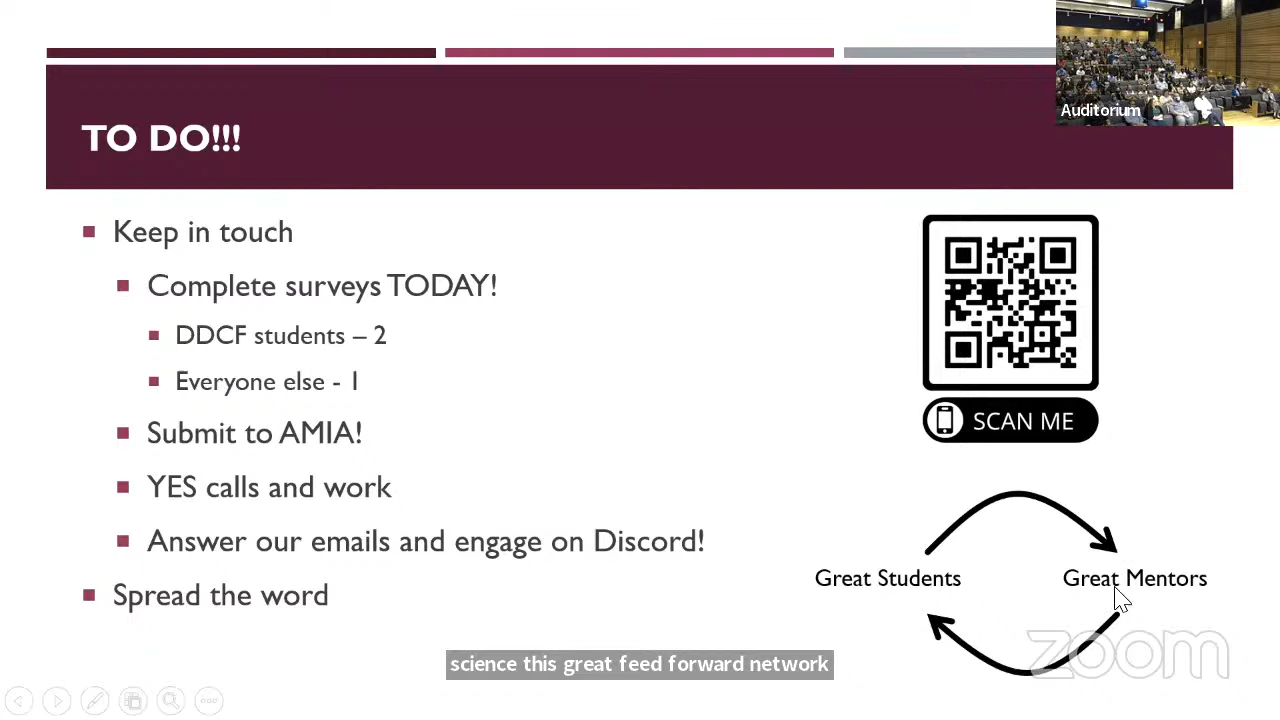 Auditorium
TO DO!!!
Keep in touch
Complete surveys TODAY!
DDCF students – 2
Everyone else - 1
Submit to AMIA!
YES calls and work
Answer our emails and engage on Discord!
Spread the word
SCAN ME
Great Students
Great Mentors
zoom
science this great feed forward network